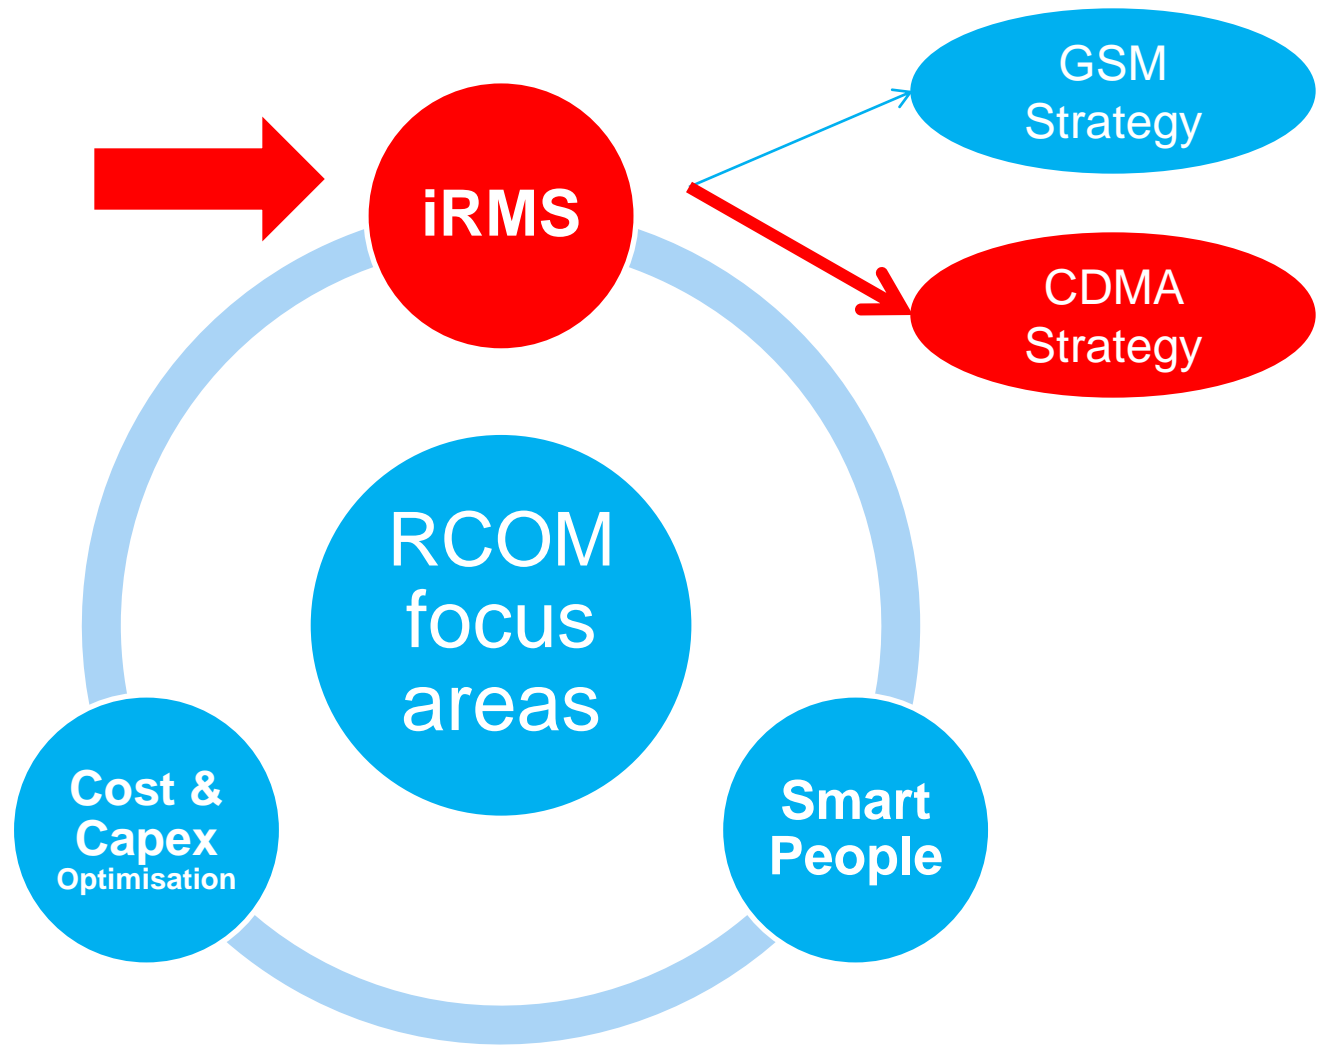 GSM
Strategy
iRMS
CDMA
Strategy
RCOM
focus
areas
Cost &
Capex
Optimisation
Smart
People